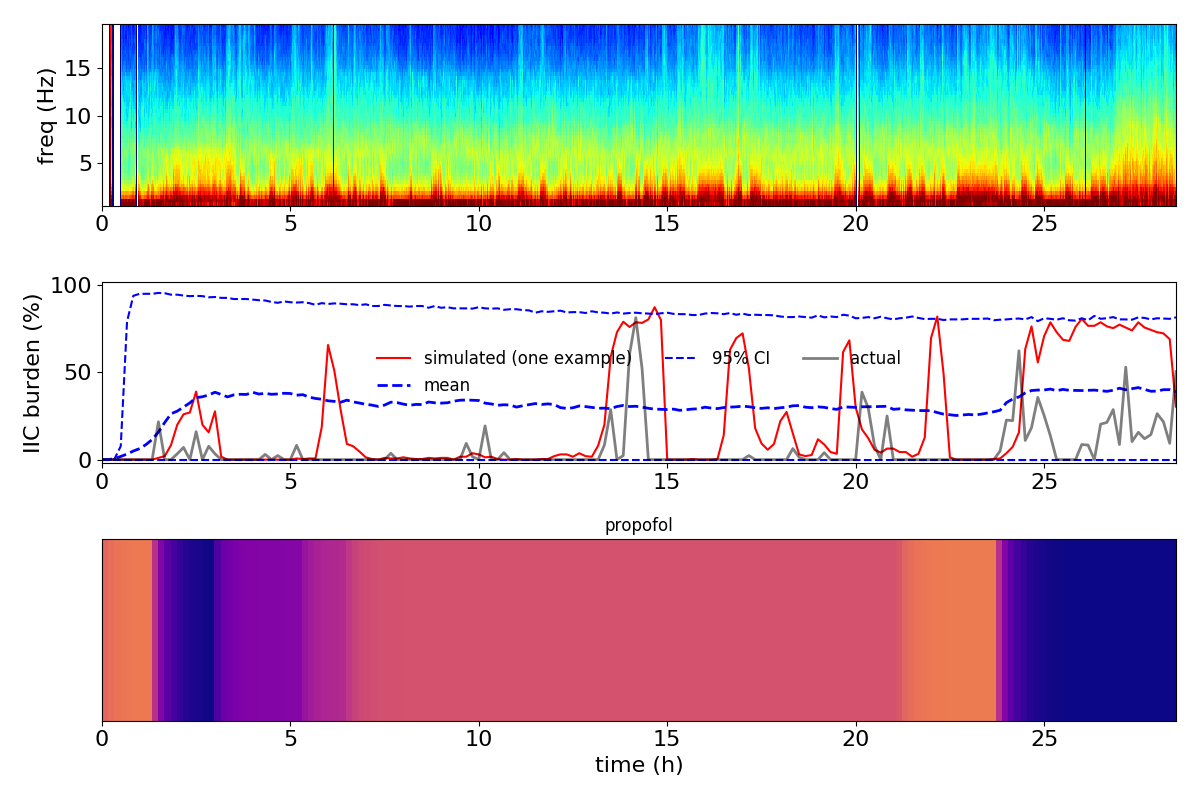 freq (Hz)
15
10
5
0 5 10 15 20 25
IIC burden (%)
100
50
0
simulated (one example) 95% CI actual
mean
0 5 10 15 20 25
propofol
0 5 10 15 20 25
time (h)